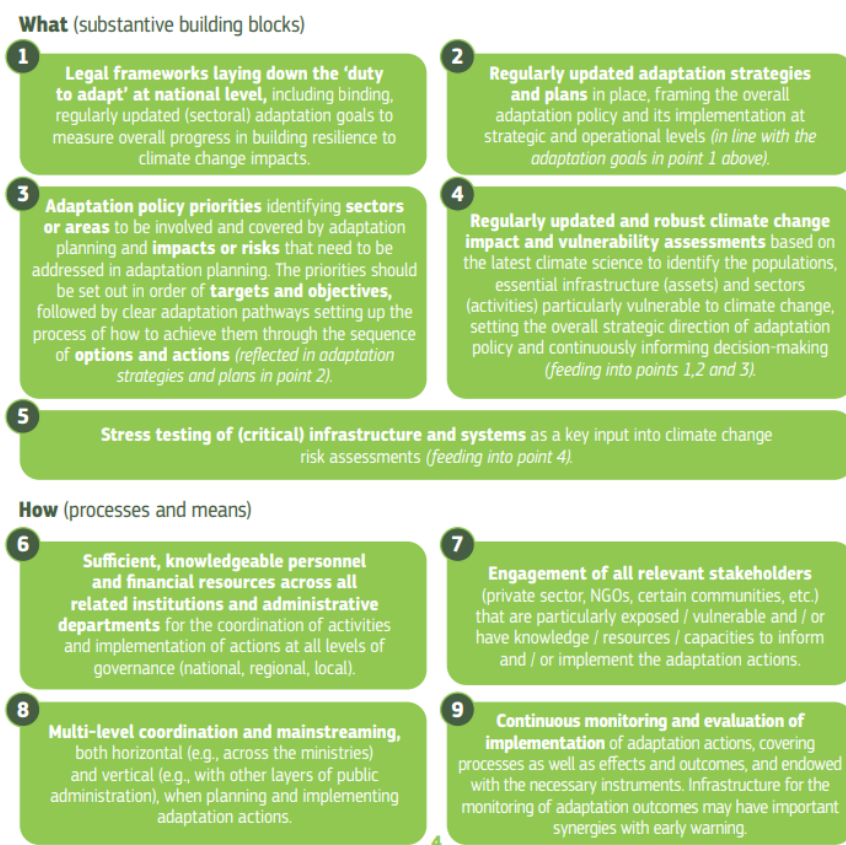 What (substantive building blocks)
1
Legal frameworks laying down the ‘duty
to adapt’ at national level, including binding,
regularly updated (sectoral) adaptation goals to
measure overall progress in building resilience to
climate change impacts.
2
Regularly updated adaptation strategies
and plans in place, framing the overall
adaptation policy and its implementation at
strategic and operational levels (in line with the
adaptation goals in point 1 above).
3
Adaptation policy priorities identifying sectors
or areas to be involved and covered by adaptation
planning and impacts or risks that need to be
addressed in adaptation planning. The priorities should
be set out in order of targets and objectives,
followed by clear adaptation pathways setting up the
process of how to achieve them through the sequence
of options and actions (reflected in adaptation
strategies and plans in point 2).
4
Regularly updated and robust climate change
impact and vulnerability assessments based on
the latest climate science to identify the populations,
essential infrastructure (assets) and sectors
(activities) particularly vulnerable to climate change,
setting the overall strategic direction of adaptation
policy and continuously informing decision-making
(feeding into points 1,2 and 3).
5
Stress testing of (critical) infrastructure and systems as a key input into climate change
risk assessments (feeding into point 4).
How (processes and means)
6
Sufficient, knowledgeable personnel
and financial resources across all
related institutions and administrative
departments for the coordination of activities
and implementation of actions at all levels of
governance (national, regional, local).
7
Engagement of all relevant stakeholders
(private sector, NGOs, certain communities, etc.)
that are particularly exposed / vulnerable and / or
have knowledge / resources / capacities to inform
and / or implement the adaptation actions.
8
Multi-level coordination and mainstreaming,
both horizontal (e.g., across the ministries)
and vertical (e.g., with other layers of public
administration), when planning and implementing
adaptation actions.
9
Continuous monitoring and evaluation of
implementation of adaptation actions, covering
processes as well as effects and outcomes, and endowed
with the necessary instruments. Infrastructure for the
monitoring of adaptation outcomes may have important
synergies with early warning.
4